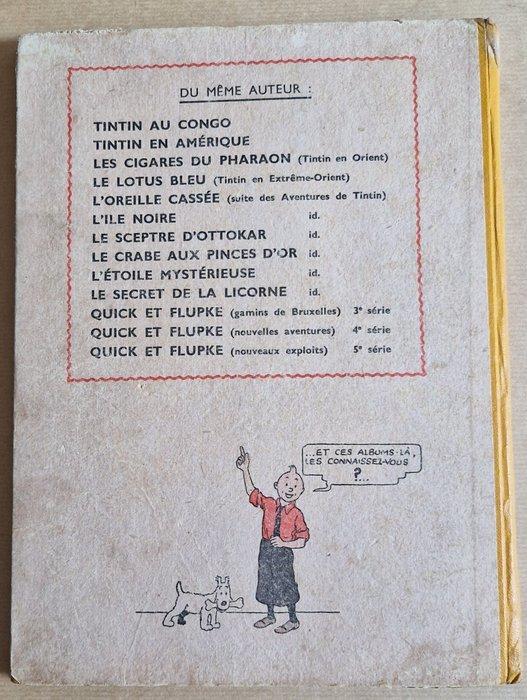 DU MÊME AUTEUR :
TINTIN AU CONGO
TINTIN EN AMÉRIQUE
LES CIGARES DU PHARAON (Tintin en Orient)
LE LOTUS BLEU (Tintin en Extrême-Orient)
L'OREILLE CASSÉE (suite des Aventures de Tintin)
L'ILE NOIRE id.
LE SCEPTRE D'OTTOKAR id.
LE CRABE AUX PINCES D'OR id.
L'ÉTOILE MYSTÉRIEUSE id.
LE SECRET DE LA LICORNE id.
QUICK ET FLUPKE (gamins de Bruxelles) 3e série
QUICK ET FLUPKE (nouvelles aventures) 4e série
QUICK ET FLUPKE (nouveaux exploits) 5e série
...ET CES ALBUMS-LÀ,
LES CONNAISSEZ-VOUS
?....